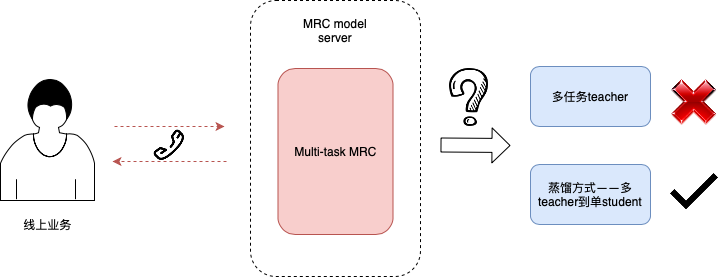 MRC model
server
Multi-task MRC
线上业务
多任务teacher
蒸馏方式——多
teacher到单student